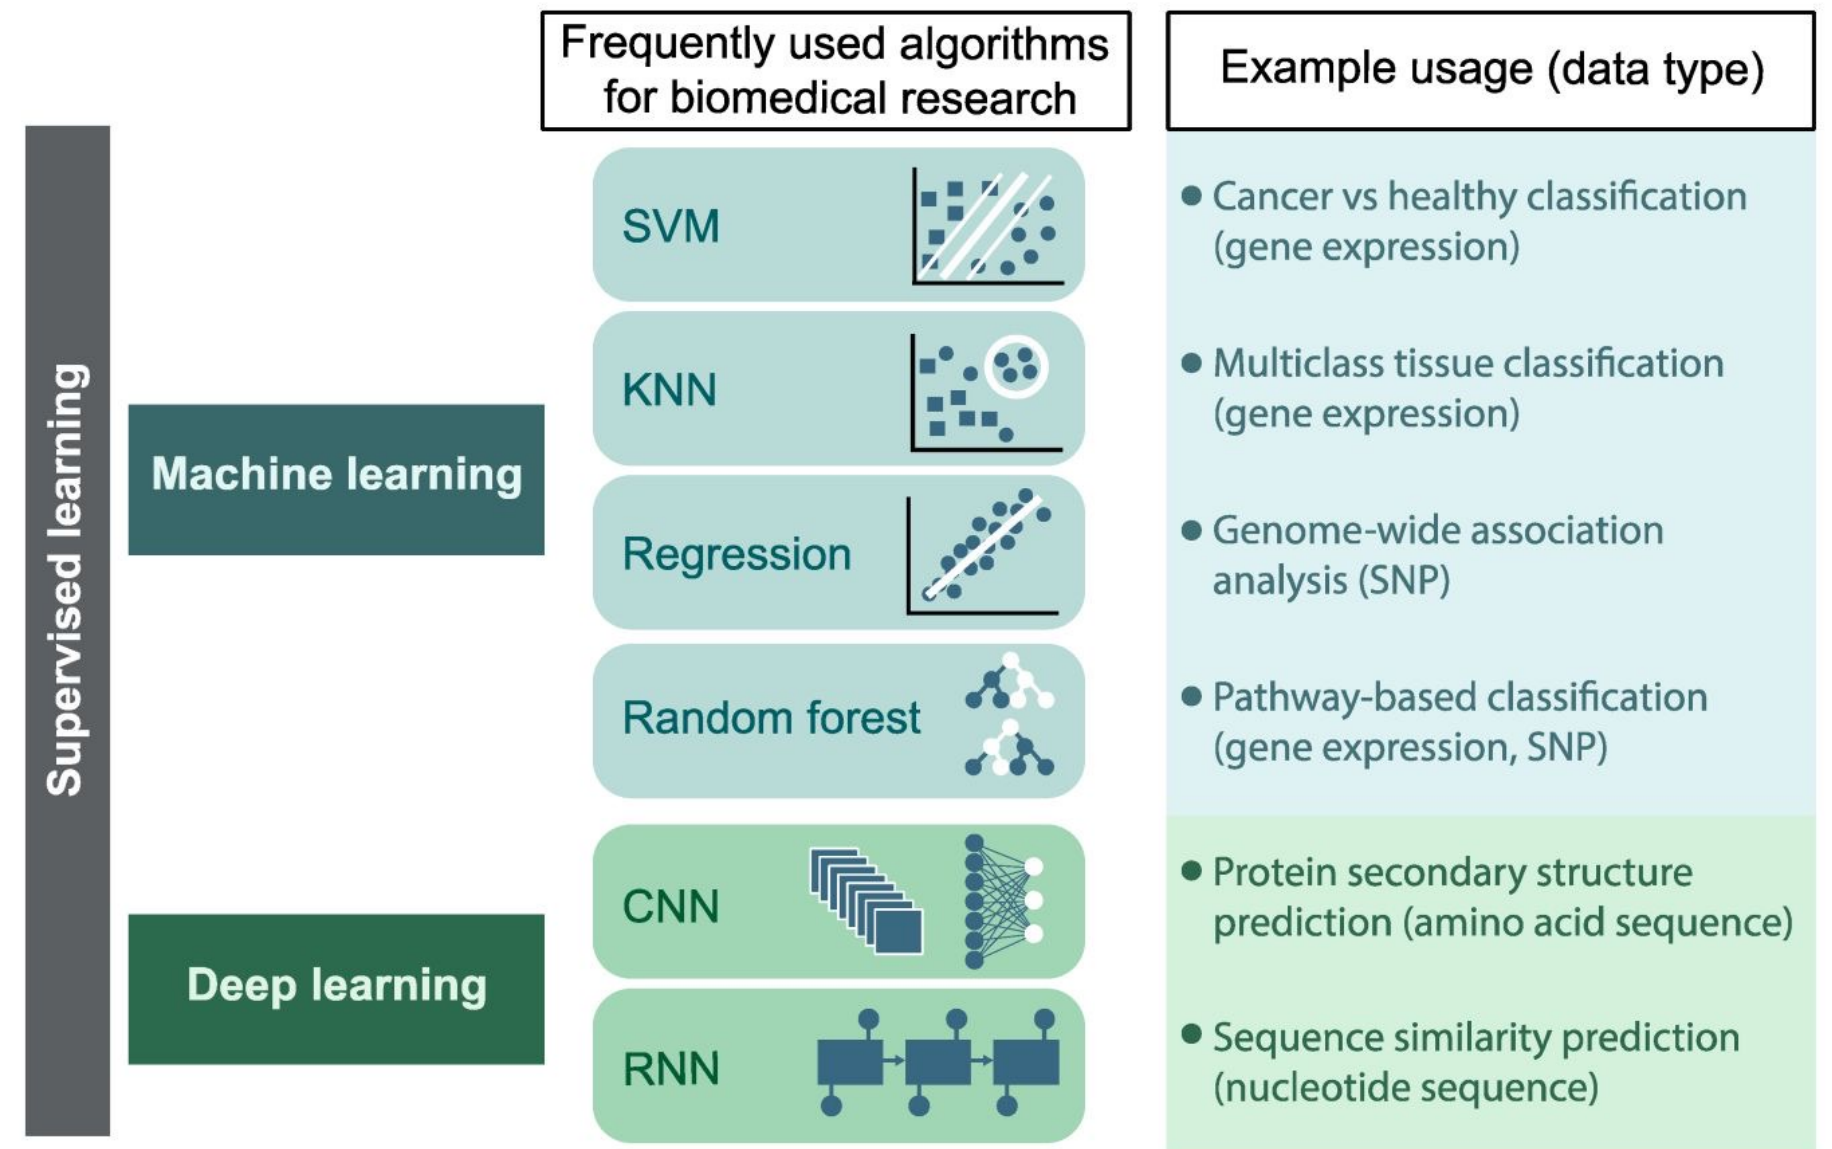 Frequently used algorithms
for biomedical research
Example usage (data type)
Supervised learning
Machine learning
SVM
• Cancer vs healthy classification
(gene expression)
KNN
• Multiclass tissue classification
(gene expression)
Regression
• Genome-wide association
analysis (SNP)
Random forest
• Pathway-based classification
(gene expression, SNP)
Deep learning
CNN
• Protein secondary structure
prediction (amino acid sequence)
RNN
• Sequence similarity prediction
(nucleotide sequence)